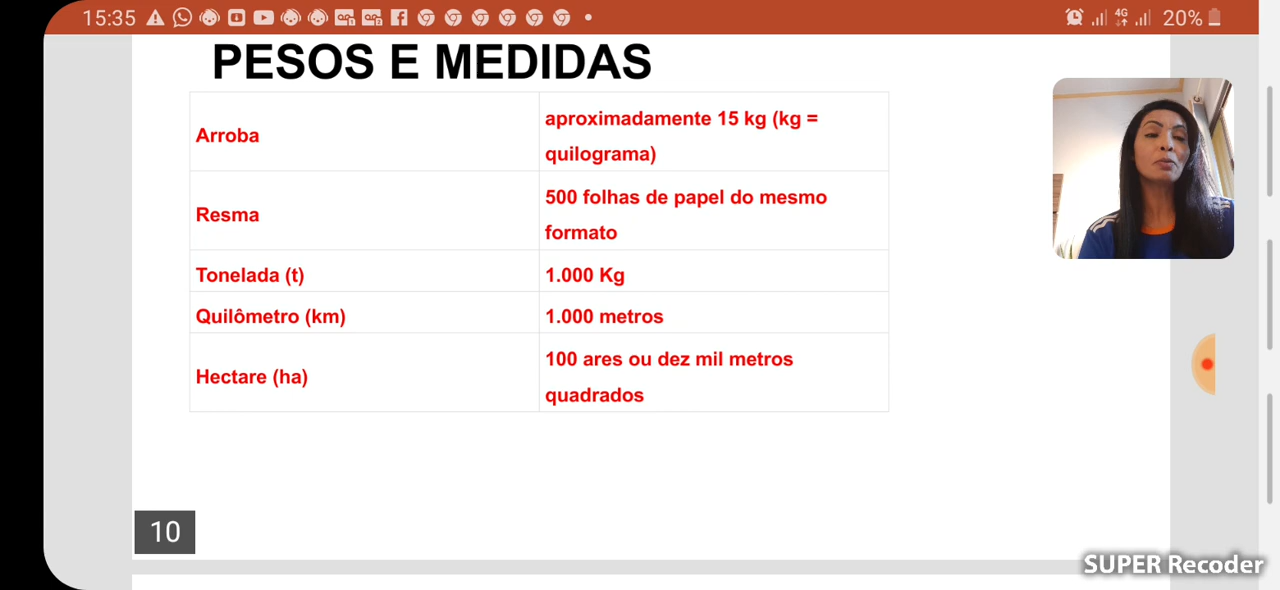 15:35
4G
20%
PESOS E MEDIDAS
Arroba
aproximadamente 15 kg (kg =
quilograma)
Resma
500 folhas de papel do mesmo
formato
Tonelada (t)
1.000 Kg
Quilômetro (km)
1.000 metros
Hectare (ha)
100 ares ou dez mil metros
quadrados
10
SUPER Recoder